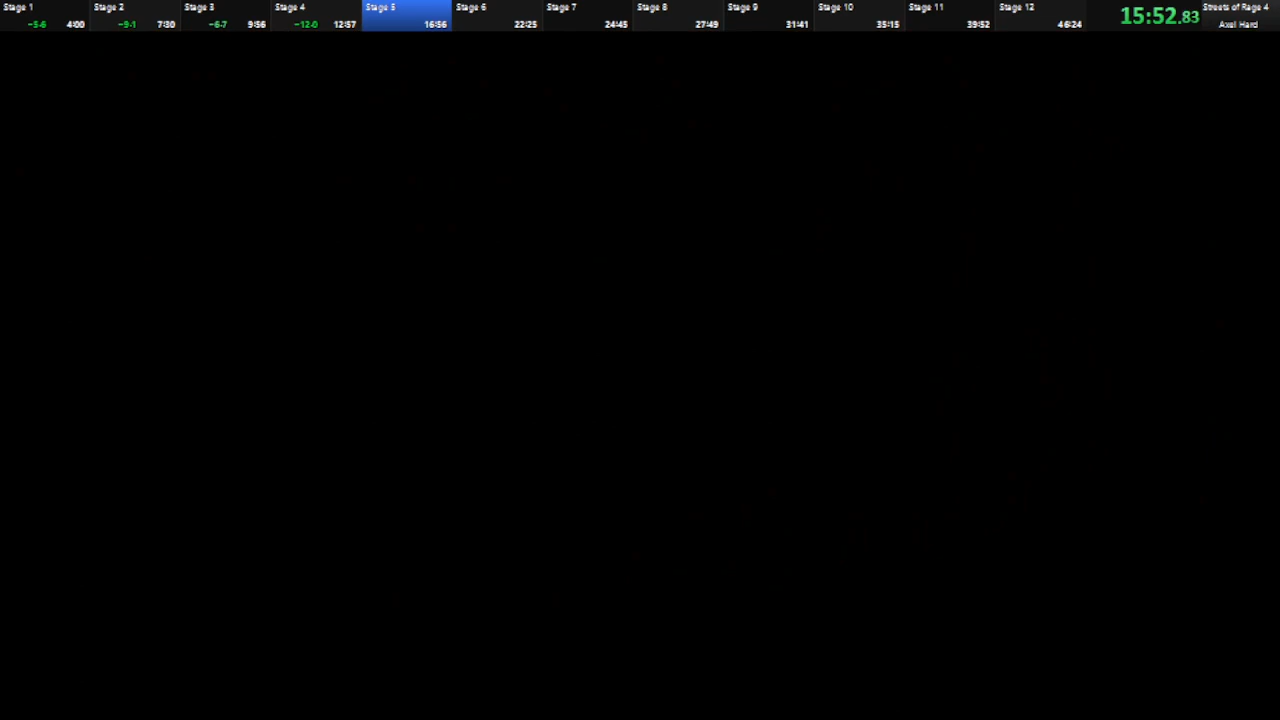 Stage 1 Stage 2 Stage 3 Stage 4 Stage 5 Stage 6 Stage 7 Stage 8 Stage 9 Stage 10 Stage 11 Stage 12 15:52.83 Streets of Rage 4
-5.6 4:00 -9.1 7:30 -6.7 9:56 -12.0 12:57 16:56 22:25 24:45 27:49 31:41 35:15 39:52 46:24 Axel Hard